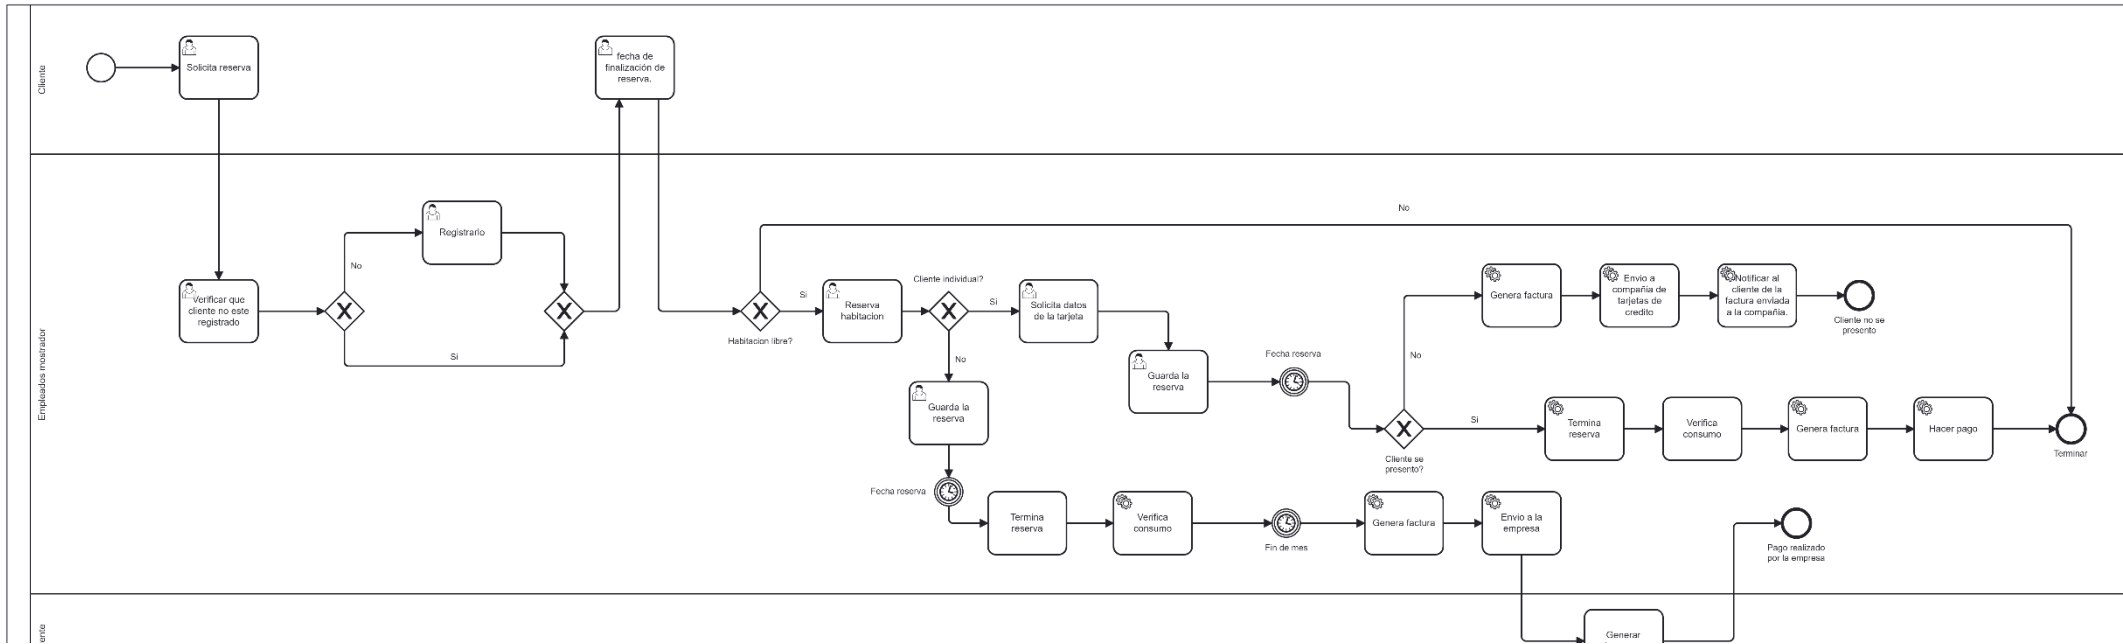 Cliente
Solicita reserva
fecha de
finalización de
reserva.
Empleados mostrador
Verificar que
cliente no este
registrado
No
Registrarlo
Si
No
Habitacion libre?
Si
Reserva
habitacion
Cliente individual?
Si
Solicita datos
de la tarjeta
No
Guarda la
reserva
Guarda la
reserva
Fecha reserva
Cliente se
presento?
No
Genera factura
Envio a
compañia de
tarjetas de
credito
Notificar al
cliente de la
factura enviada
a la compañia.
Cliente no se
presento
Si
Termina
reserva
Verifica
consumo
Genera factura
Hacer pago
Terminar
Fecha reserva
Termina
reserva
Verifica
consumo
Fin de mes
Genera factura
Envio a la
empresa
Pago realizado
por la empresa
ente
Generar